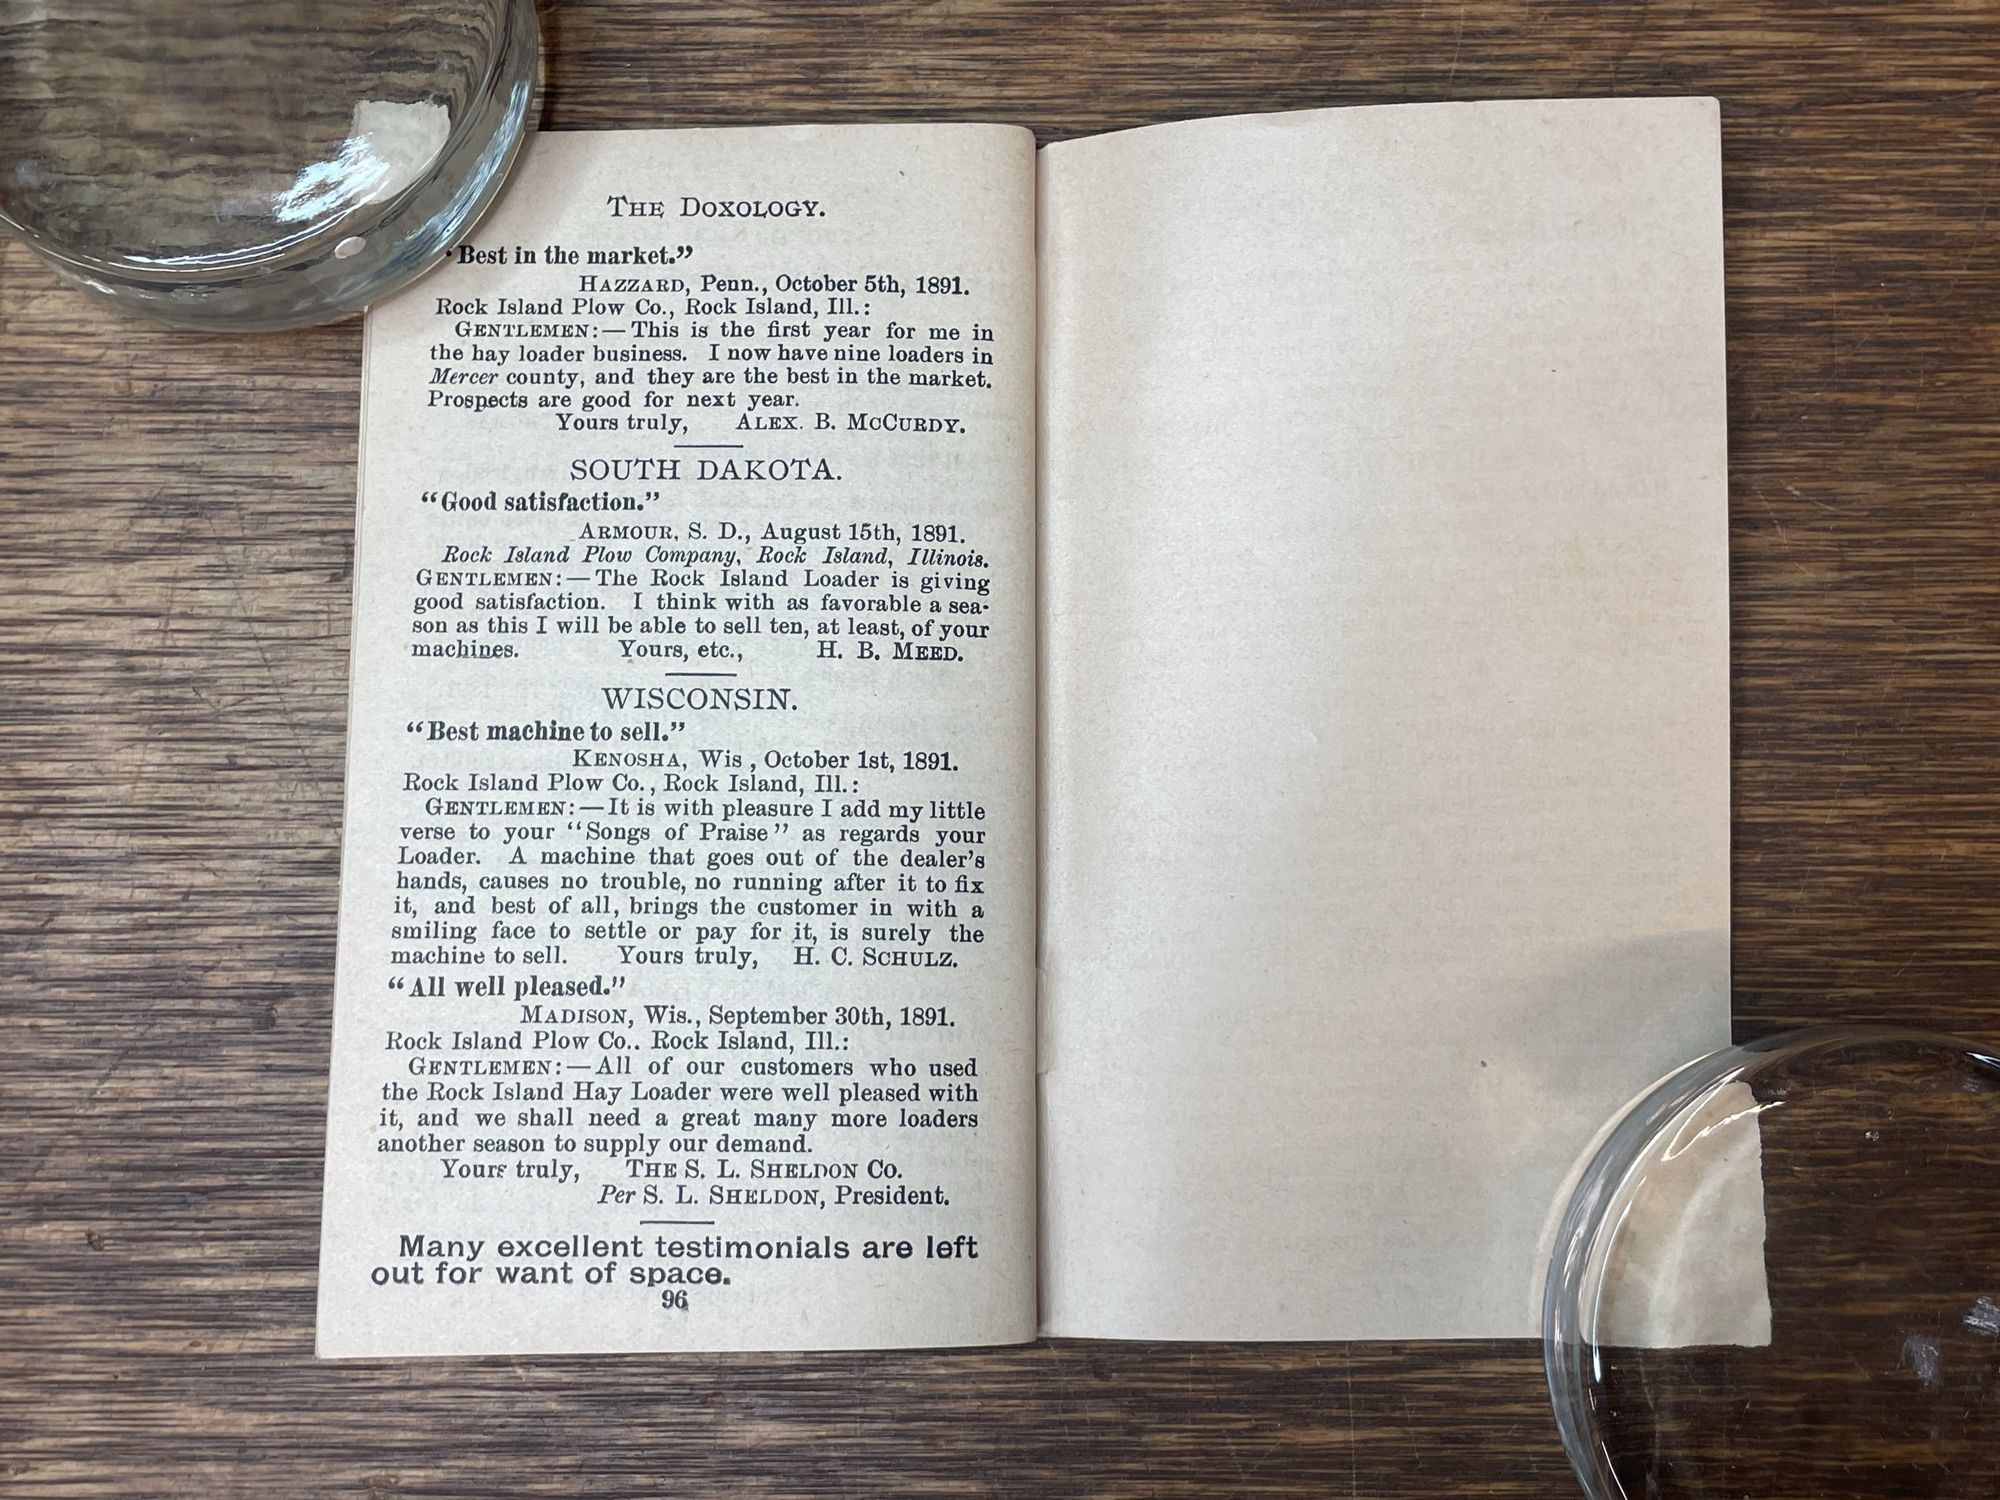 The Doxology.
"Best in the market."
Hazzard, Penn., October 5th, 1891.
Rock Island Plow Co., Rock Island, Ill.:
Gentlemen:—This is the first year for me in
the hay loader business. I now have nine loaders in
Mercer county, and they are the best in the market.
Prospects are good for next year.
Yours truly, Alex. B. McCurdy.
SOUTH DAKOTA.
"Good satisfaction."
Armour, S. D., August 15th, 1891.
Rock Island Plow Company, Rock Island, Illinois.
Gentlemen:—The Rock Island Loader is giving
good satisfaction. I think with as favorable a sea-
son as this I will be able to sell ten, at least, of your
machines. Yours, etc., H. B. Meed.
WISCONSIN.
"Best machine to sell."
Kenosha, Wis , October 1st, 1891.
Rock Island Plow Co., Rock Island, Ill.:
Gentlemen:—It is with pleasure I add my little
verse to your "Songs of Praise" as regards your
Loader. A machine that goes out of the dealer's
hands, causes no trouble, no running after it to fix
it, and best of all, brings the customer in with a
smiling face to settle or pay for it, is surely the
machine to sell. Yours truly, H. C. Schulz.
"All well pleased."
Madison, Wis., September 30th, 1891.
Rock Island Plow Co.. Rock Island, Ill.:
Gentlemen:—All of our customers who used
the Rock Island Hay Loader were well pleased with
it, and we shall need a great many more loaders
another season to supply our demand.
Yours truly, The S. L. Sheldon Co.
Per S. L. Sheldon, President.
Many excellent testimonials are left
out for want of space.
96